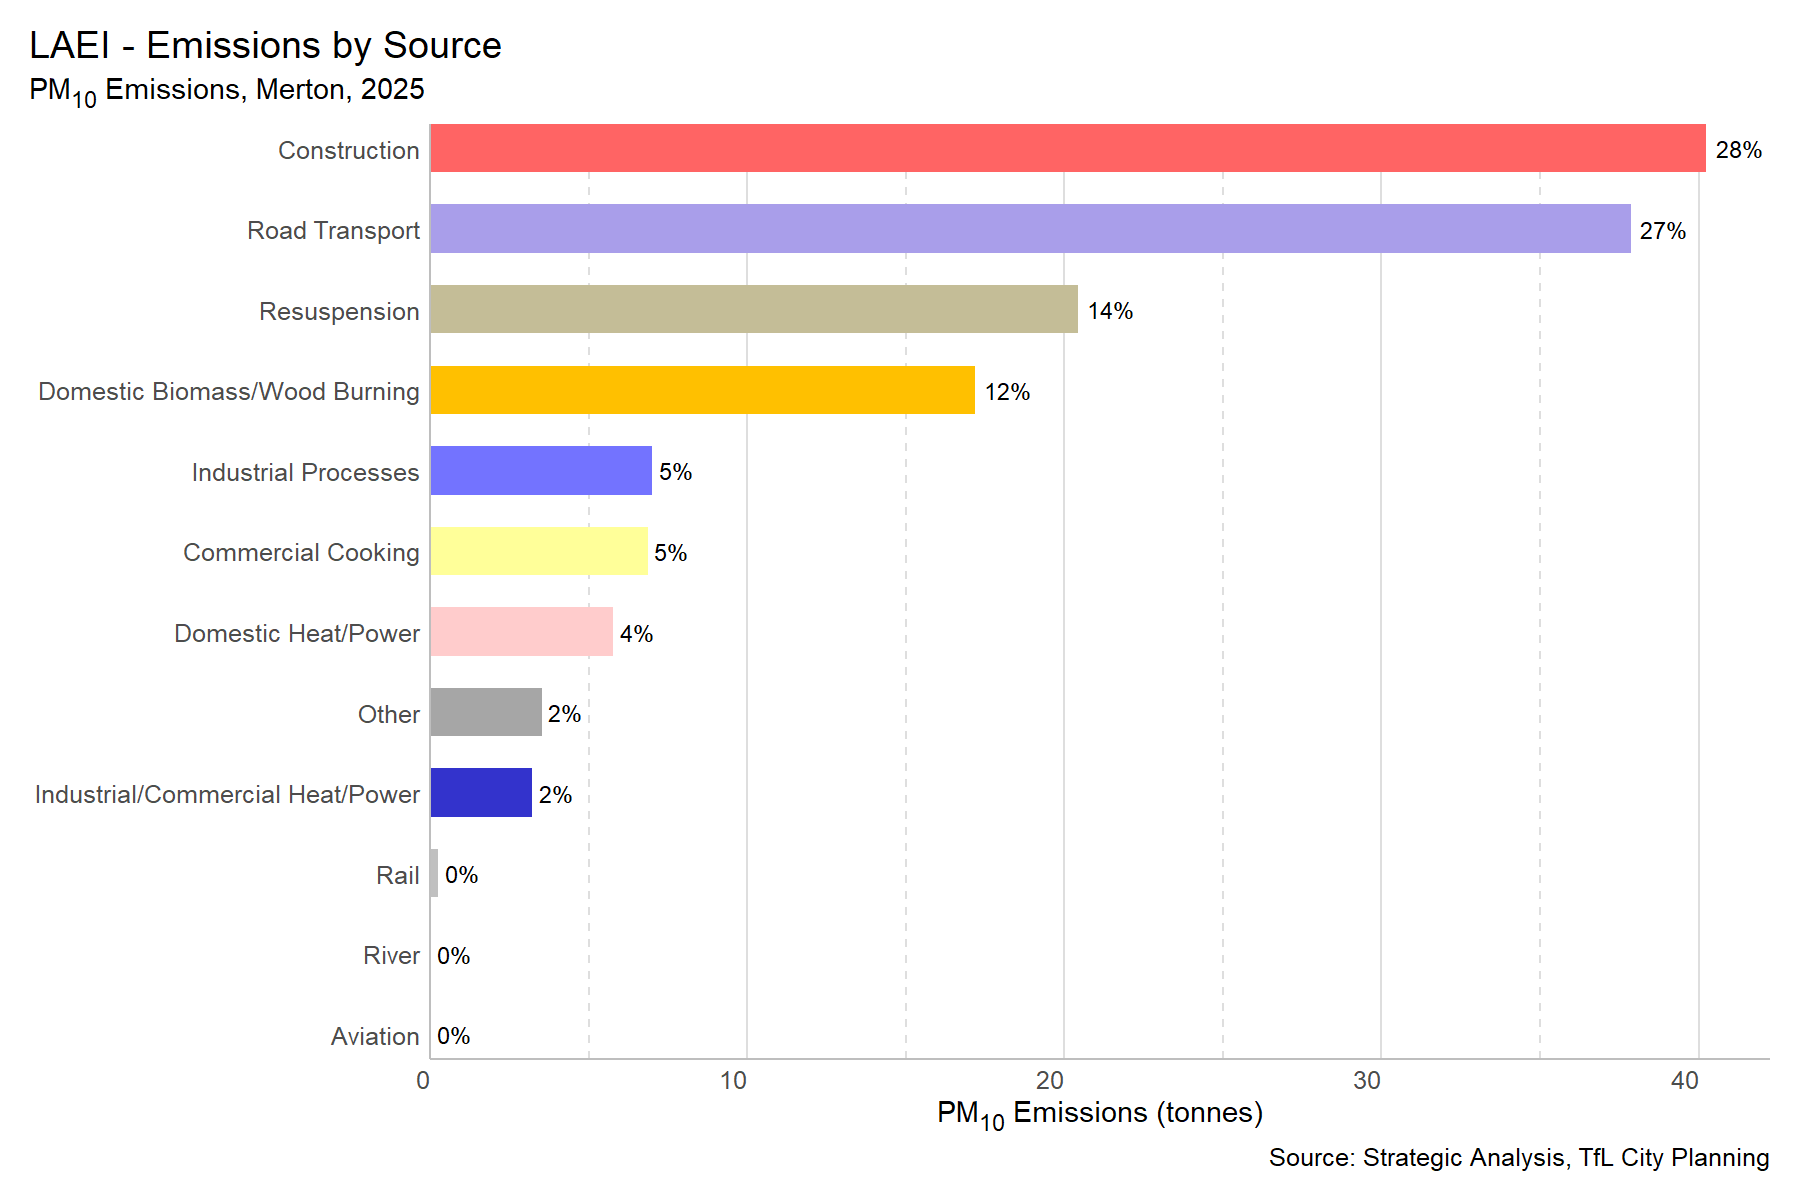 LAEI - Emissions by Source
PM10 Emissions, Merton, 2025
Construction 28%
Road Transport 27%
Resuspension 14%
Domestic Biomass/Wood Burning 12%
Industrial Processes 5%
Commercial Cooking 5%
Domestic Heat/Power 4%
Other 2%
Industrial/Commercial Heat/Power 2%
Rail 0%
River 0%
Aviation 0%
0 10 20 30 40
PM10 Emissions (tonnes)
Source: Strategic Analysis, TfL City Planning